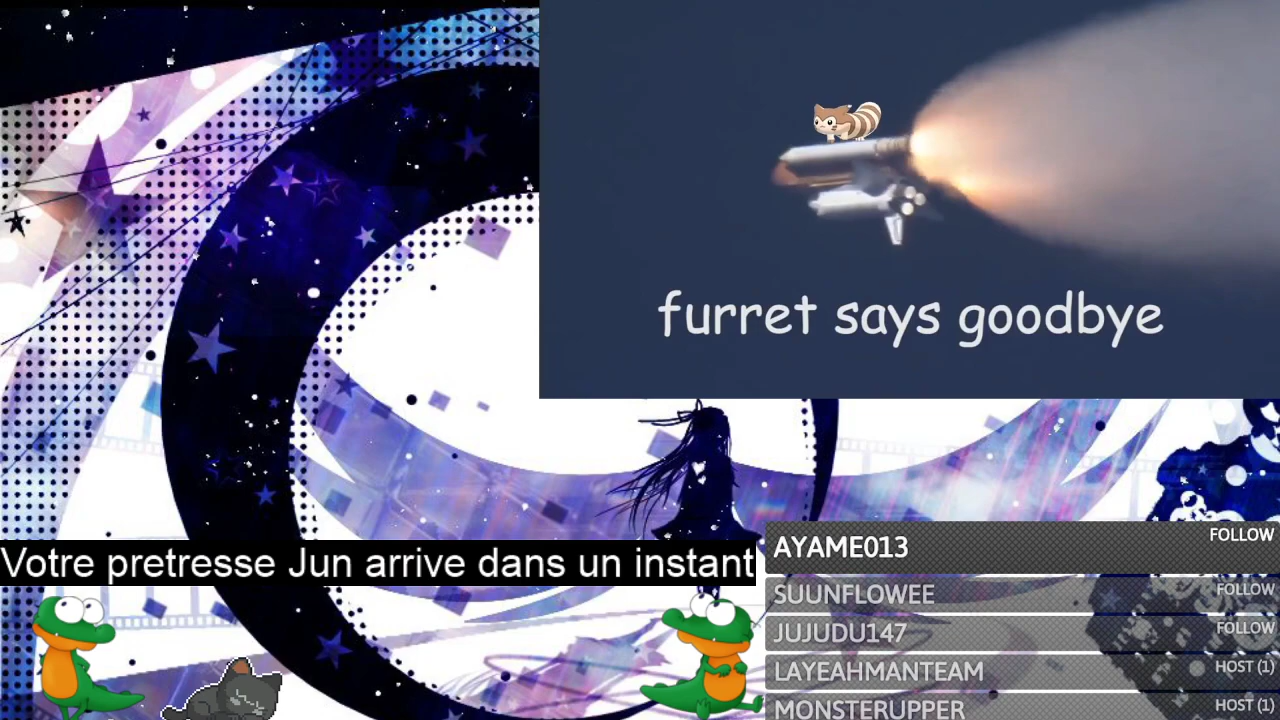 furret says goodbye
Votre pretresse Jun arrive dans un instant
AYAME013 FOLLOW
SUUNFLOWEE FOLLOW
JUJUDU147 FOLLOW
LAYEAHMANTEAM HOST (1)
MONSTERUPPER HOST (1)